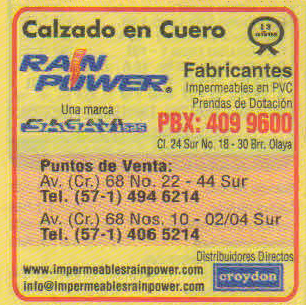 Calzado en Cuero
13
años
RAIN
POWER®
Fabricantes
Impermeables en PVC
Prendas de Dotación
Una marca
PBX: 409 9600
Cl. 24 Sur No. 18 - 30 Brr. Olaya
Puntos de Venta:
Av. (Cr.) 68 No. 22 - 44 Sur
Tel. (57-1) 494 6214
Av. (Cr.) 68 Nos. 10 - 02/04 Sur
Tel. (57-1) 406 5214
Distribuidores Directos
www.impermeablesrainpower.com
info@impermeablesrainpower.com
croydon